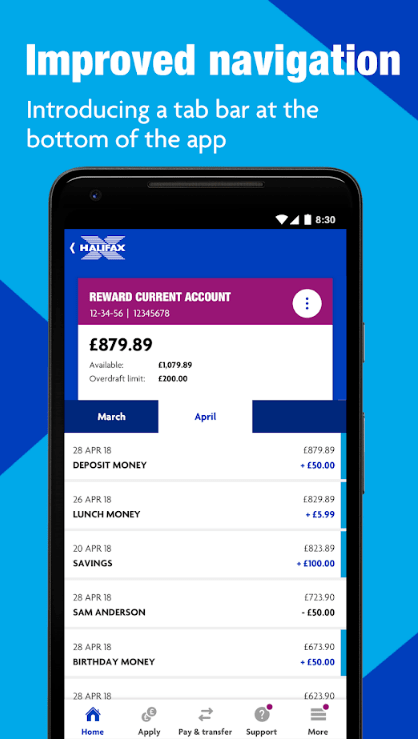 Improved navigation
Introducing a tab bar at the
bottom of the app
8:30
HALIFAX
REWARD CURRENT ACCOUNT
12-34-56 | 12345678
£879.89
Available: £1,079.89
Overdraft limit: £200.00
March April
28 APR 18 £879.89
DEPOSIT MONEY + £50.00
26 APR 18 £829.89
LUNCH MONEY + £5.99
20 APR 18 £823.89
SAVINGS + £100.00
28 APR 18 £723.90
SAM ANDERSON - £50.00
28 APR 18 £673.90
BIRTHDAY MONEY + £50.00
28 APR 18 £623.90
Home Apply Pay & transfer Support More